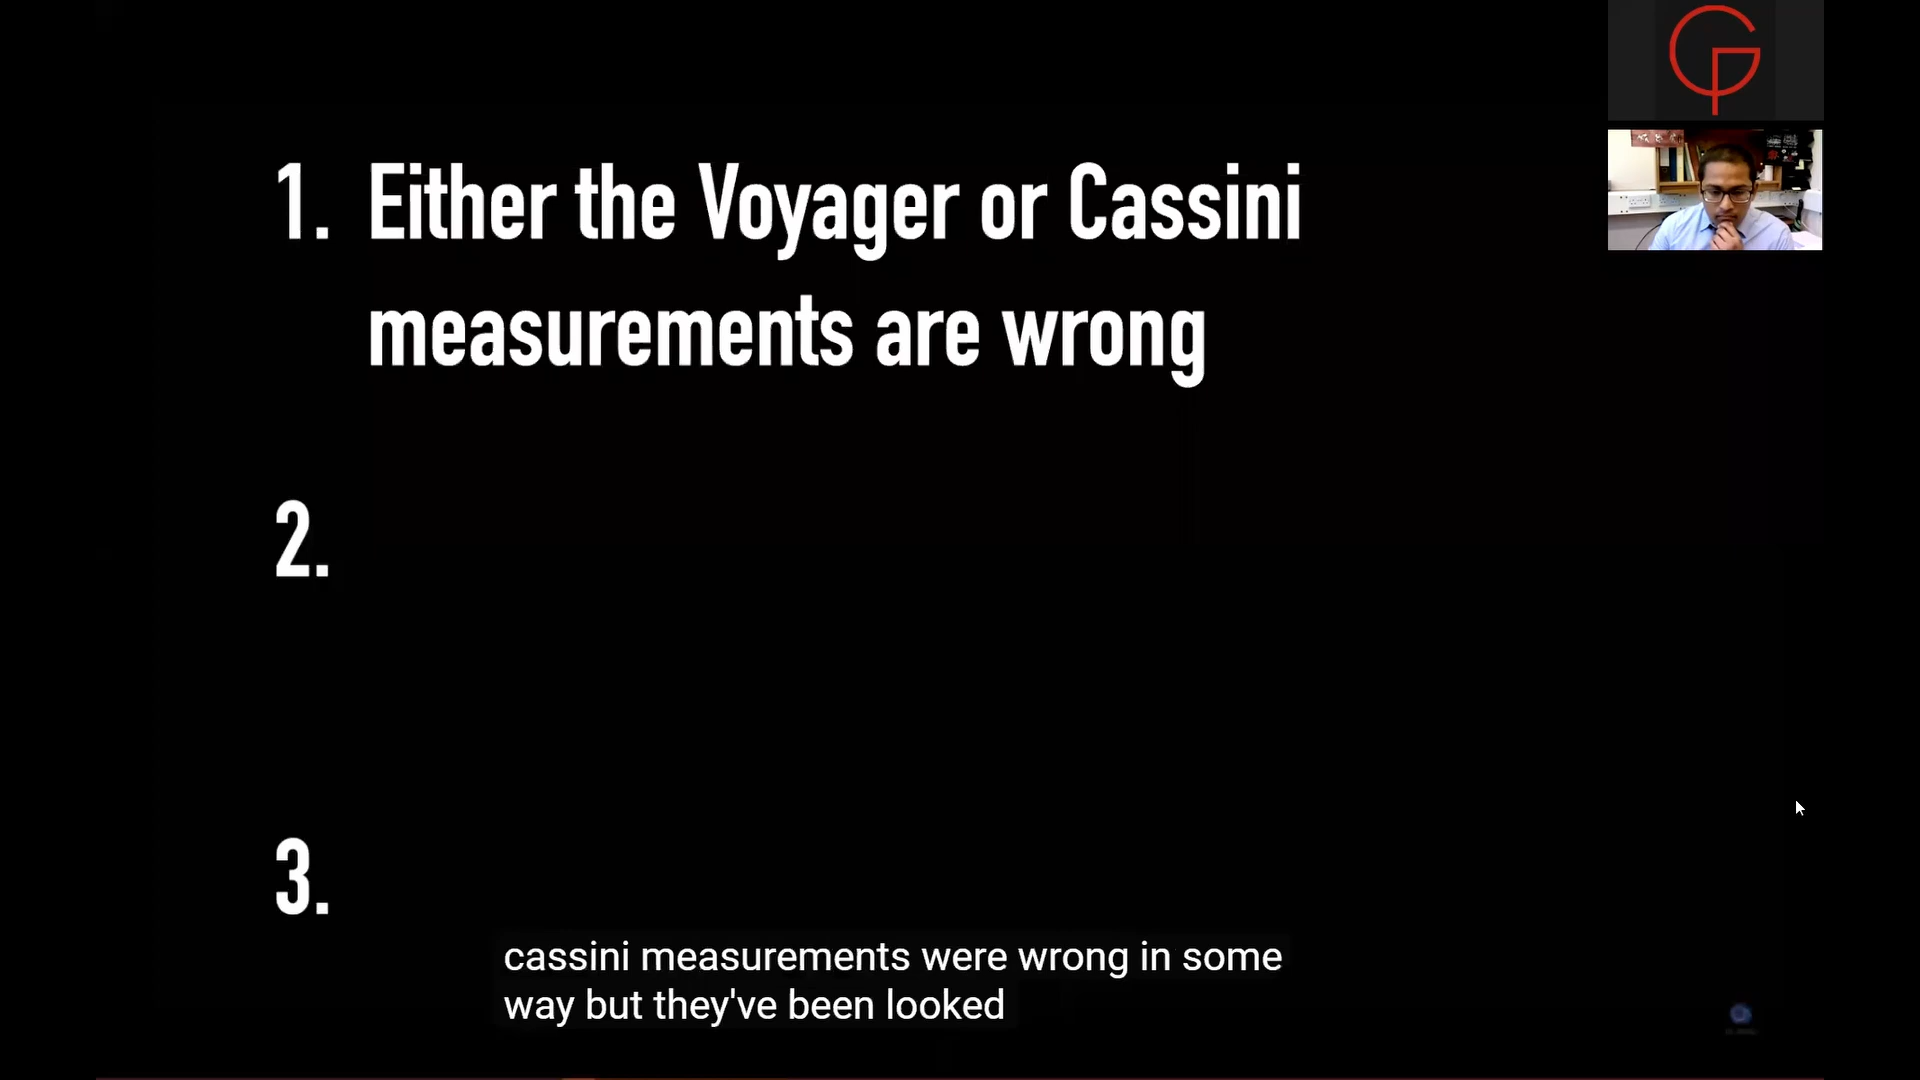 1. Either the Voyager or Cassini
measurements are wrong
2.
3.
cassini measurements were wrong in some
way but they've been looked